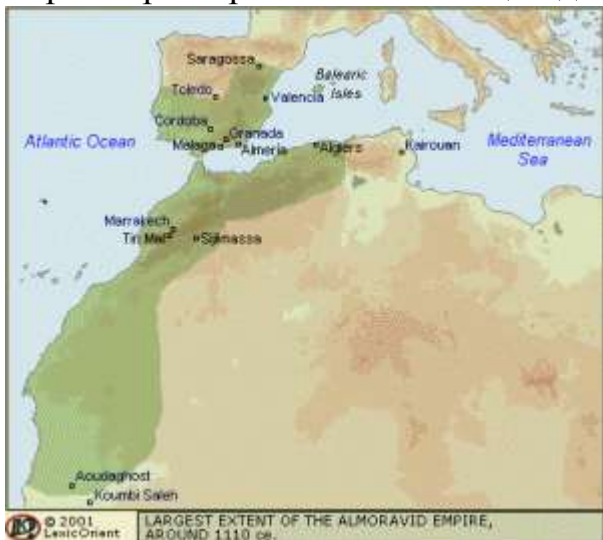 Saragossa
Balearic
Isles
Toledo
Valencia
Cordoba
Granada
Malaga
Almeria
Algiers
Kairouan
Atlantic Ocean
Mediterranean
Sea
Marrakech
Tin Mal
Sijilmassa
Aoudaghost
Koumbi Saleh
© 2001
LexicOrient
LARGEST EXTENT OF THE ALMORAVID EMPIRE,
AROUND 1110 ce.